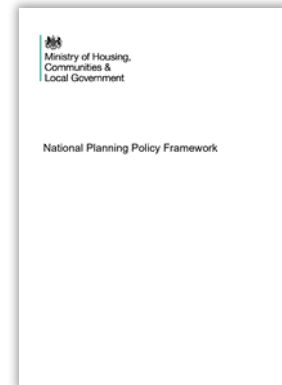 Ministry of Housing,
Communities &
Local Government
National Planning Policy Framework